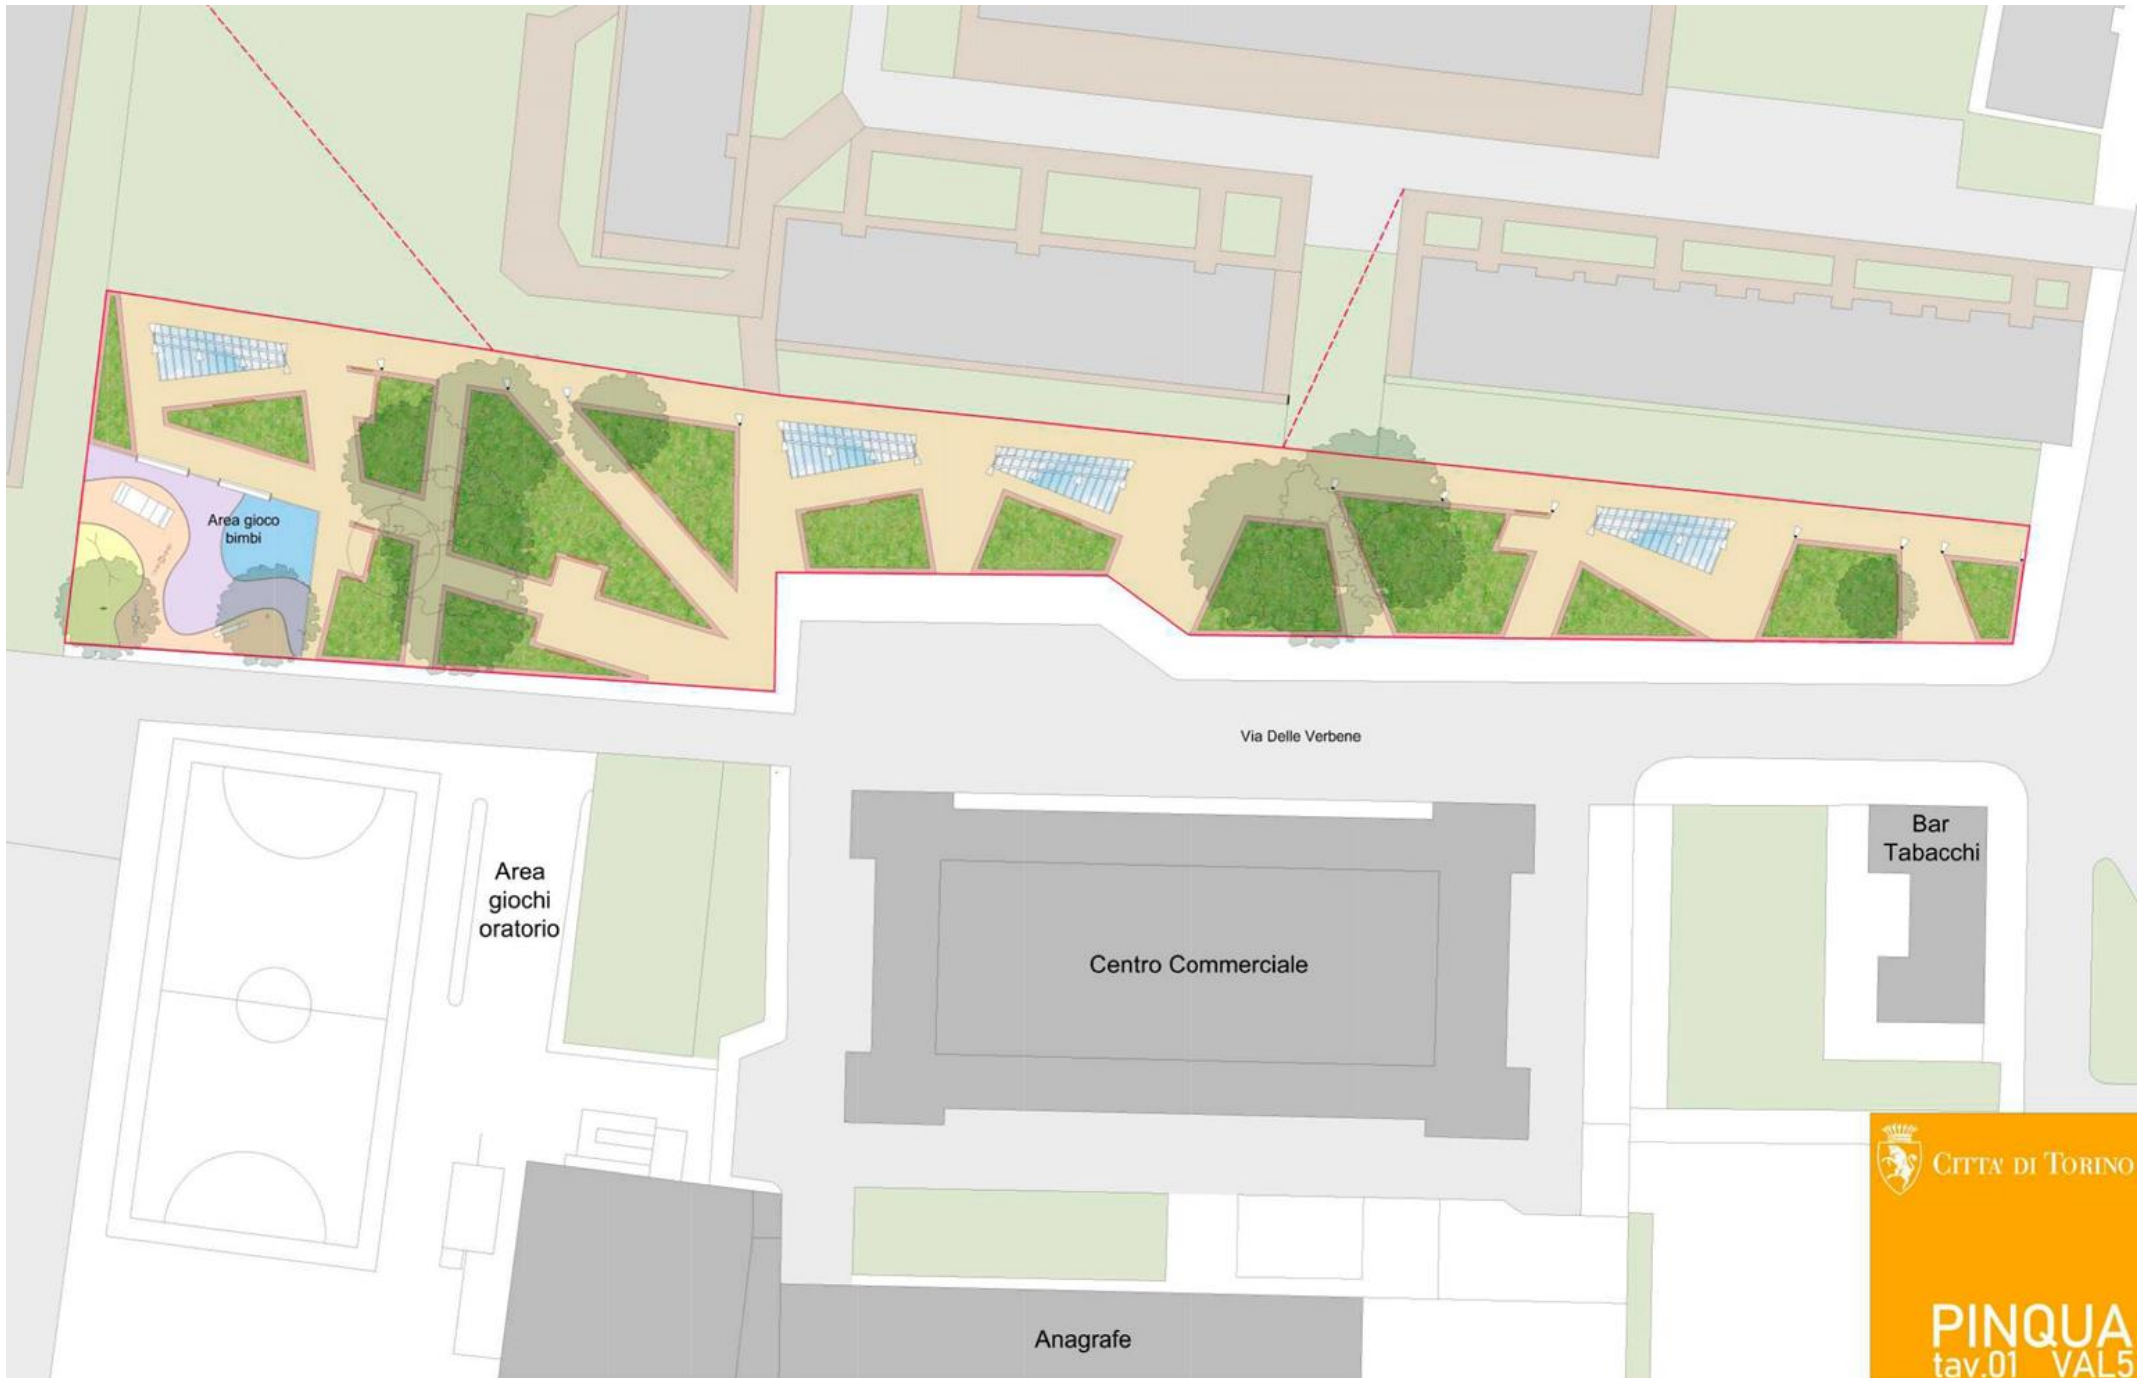 Area gioco
bimbi
Via Delle Verbene
Area
giochi
oratorio
Centro Commerciale
Bar
Tabacchi
Anagrafe
CITTA' DI TORINO
PINQUA
tav.01 VAL5